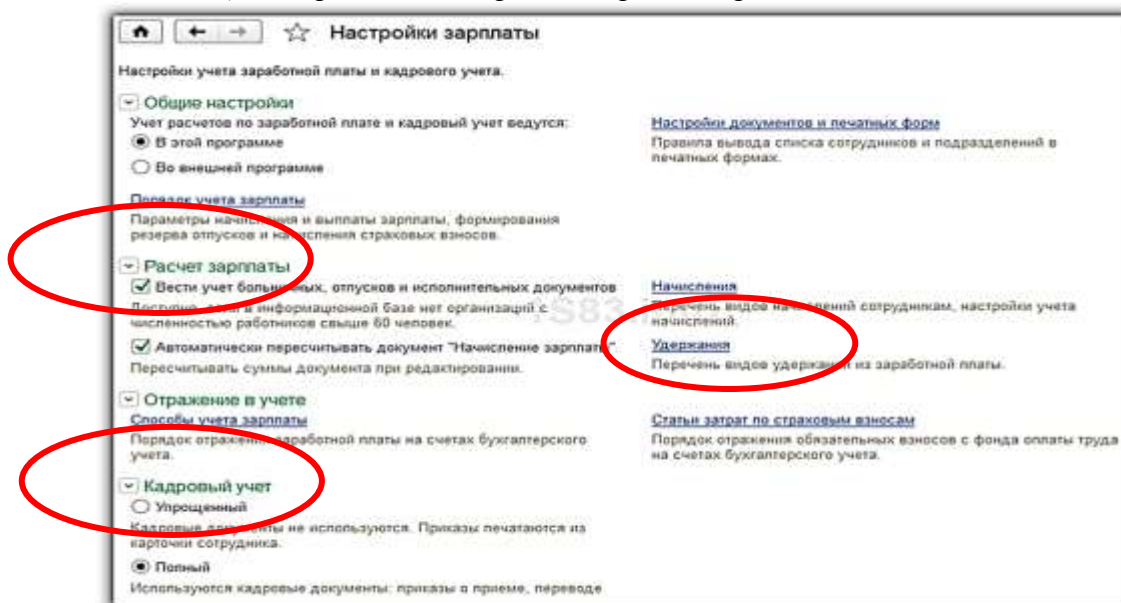 Настройки зарплаты
Настройки учета заработной платы и кадрового учета.
Общие настройки
Учет расчетов по заработной плате и кадровый учет ведутся:
В этой программе
Во внешней программе
Настройки документов и печатных форм
Правила вывода списка сотрудников и подразделений в
печатных формах.
Порядок учета зарплаты
Параметры начисления и выплаты зарплаты, формирования
резерва отпусков и начисления страховых взносов.
Расчет зарплаты
Вести учет больничных, отпусков и исполнительных документов
Доступно, если в информационной базе нет организаций с
численностью работников свыше 60 человек.
Автоматически пересчитывать документ "Начисление зарплаты"
Пересчитывать суммы документа при редактировании.
Начисления
Перечень видов начислений сотрудникам, настройки учета
начислений.
Удержания
Перечень видов удержаний из заработной платы.
Отражение в учете
Способы учета зарплаты
Порядок отражения заработной платы на счетах бухгалтерского
учета.
Статьи затрат по страховым взносам
Порядок отражения обязательных взносов с фонда оплаты труда
на счетах бухгалтерского учета.
Кадровый учет
Упрощенный
Кадровые документы не используются. Приказы печатаются из
карточки сотрудника.
Полный
Используются кадровые документы: приказы о приеме, переводе